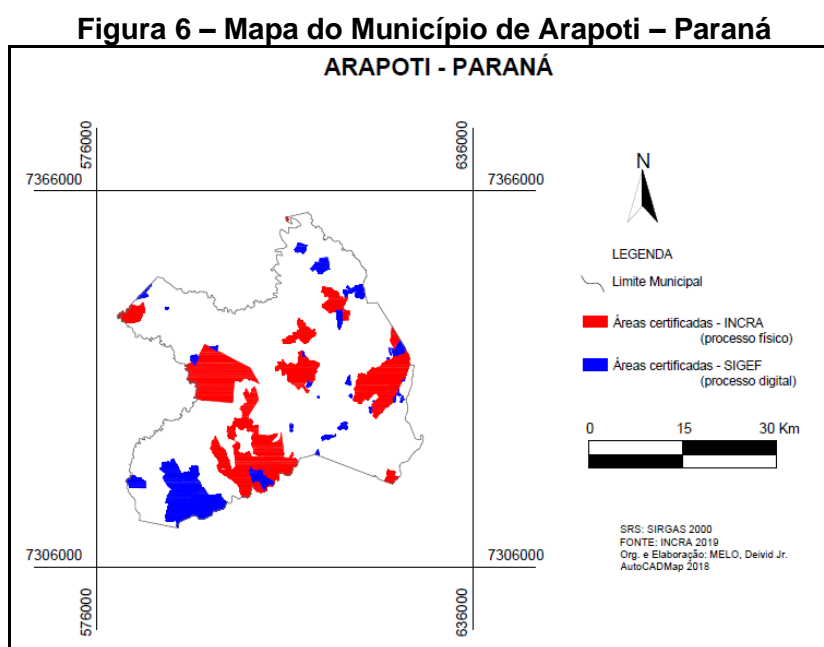 Figura 6 – Mapa do Município de Arapoti – Paraná
ARAPOTI - PARANÁ
576000
636000
7366000
7366000
N
LEGENDA
Limite Municipal
Áreas certificadas - INCRA
(processo físico)
Áreas certificadas - SIGEF
(processo digital)
0 15 30 Km
SRS: SIRGAS 2000
FONTE: INCRA 2019
Org. e Elaboração: MELO, Deivid Jr.
AutoCADMap 2018
7306000
7306000
576000
636000